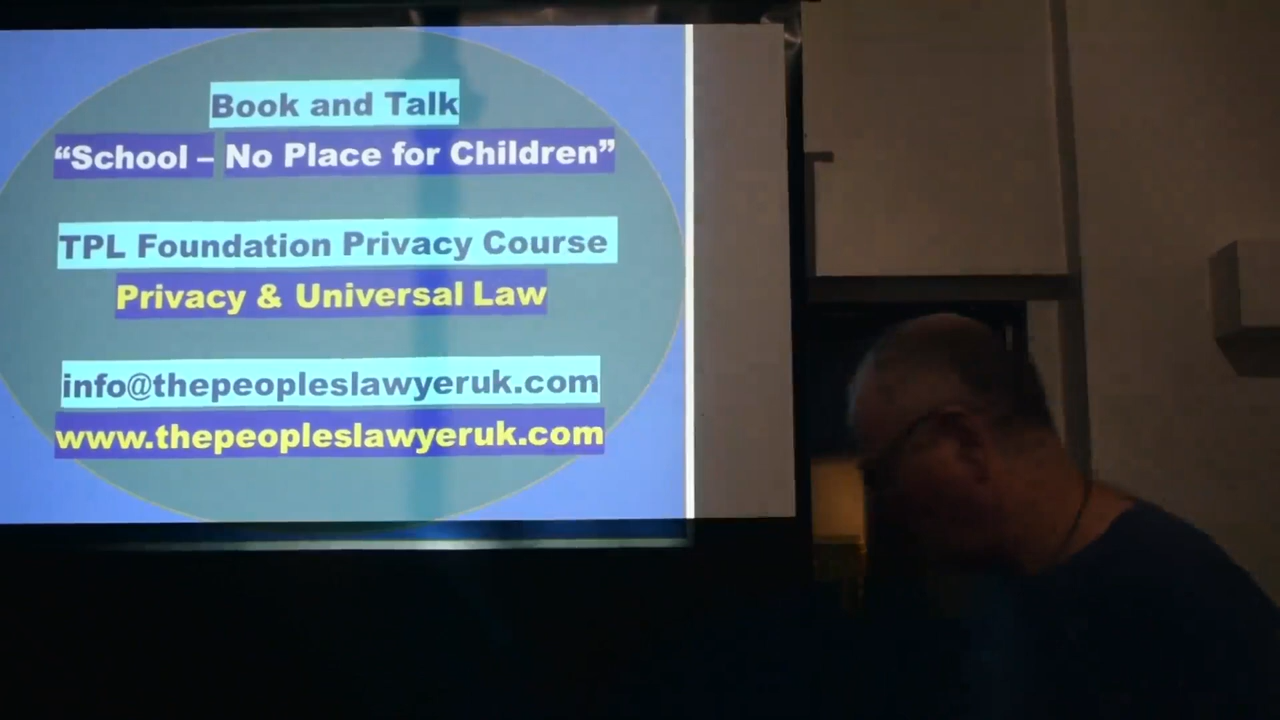 Book and Talk
“School – No Place for Children”
TPL Foundation Privacy Course
Privacy & Universal Law
info@thepeopleslawyeruk.com
www.thepeopleslawyeruk.com